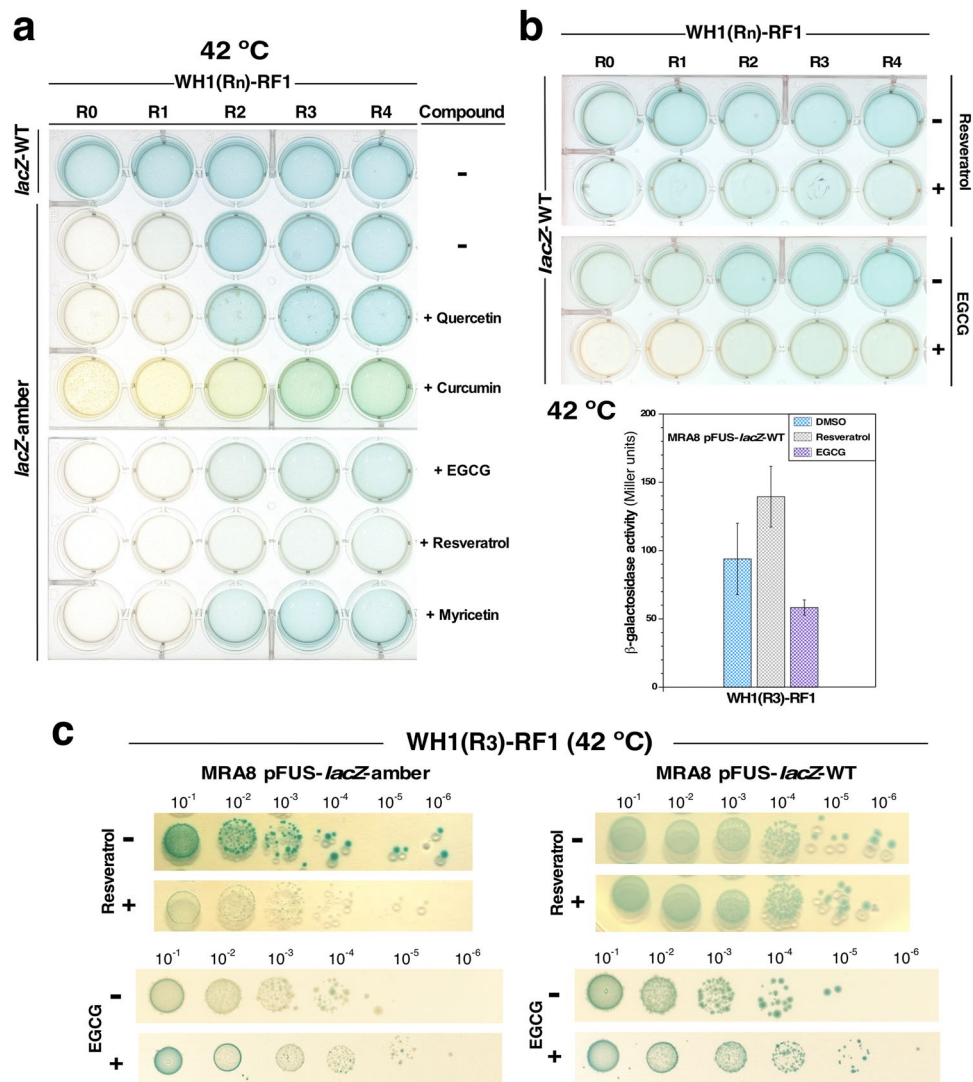 a
42 °C
WH1(Rn)-RF1
R0 R1 R2 R3 R4 Compound
lacZ-WT
-
lacZ-amber
-
+ Quercetin
+ Curcumin
+ EGCG
+ Resveratrol
+ Myricetin
b
WH1(Rn)-RF1
R0 R1 R2 R3 R4
lacZ-WT
-
+
Resveratrol
-
+
EGCG
42 °C
MRA8 pFUS-lacZ-WT
DMSO
Resveratrol
EGCG
β-galactosidase activity (Miller units)
200
150
100
50
0
WH1(R3)-RF1
c
WH1(R3)-RF1 (42 °C)
MRA8 pFUS-lacZ-amber
10-1 10-2 10-3 10-4 10-5 10-6
Resveratrol
-
+
10-1 10-2 10-3 10-4 10-5 10-6
EGCG
-
+
MRA8 pFUS-lacZ-WT
10-1 10-2 10-3 10-4 10-5 10-6
Resveratrol
-
+
10-1 10-2 10-3 10-4 10-5 10-6
EGCG
-
+